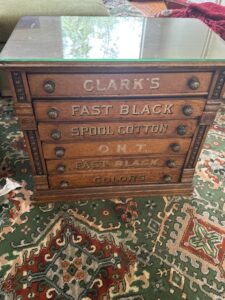 CLARK'S
FAST BLACK
SPOOL COTTON
O.N.T.
FAST BLACK
COLORS